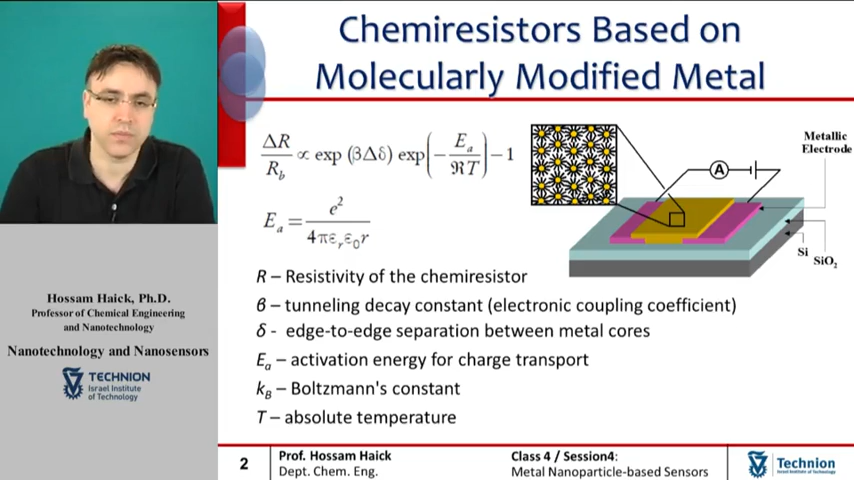 Chemiresistors Based on
Molecularly Modified Metal
ΔR/R_b ∝ exp (βΔδ) exp(−E_a/ℜT) −1
E_a = e²/4πε_rε_0r
A
Metallic
Electrode
Si
SiO₂
R – Resistivity of the chemiresistor
β – tunneling decay constant (electronic coupling coefficient)
δ - edge-to-edge separation between metal cores
E_a – activation energy for charge transport
k_B – Boltzmann's constant
T – absolute temperature
Hossam Haick, Ph.D.
Professor of Chemical Engineering
and Nanotechnology
Nanotechnology and Nanosensors
TECHNION
Israel Institute
of Technology
2
Prof. Hossam Haick
Dept. Chem. Eng.
Class 4 / Session4:
Metal Nanoparticle-based Sensors
Technion
Israel Institute of Technology